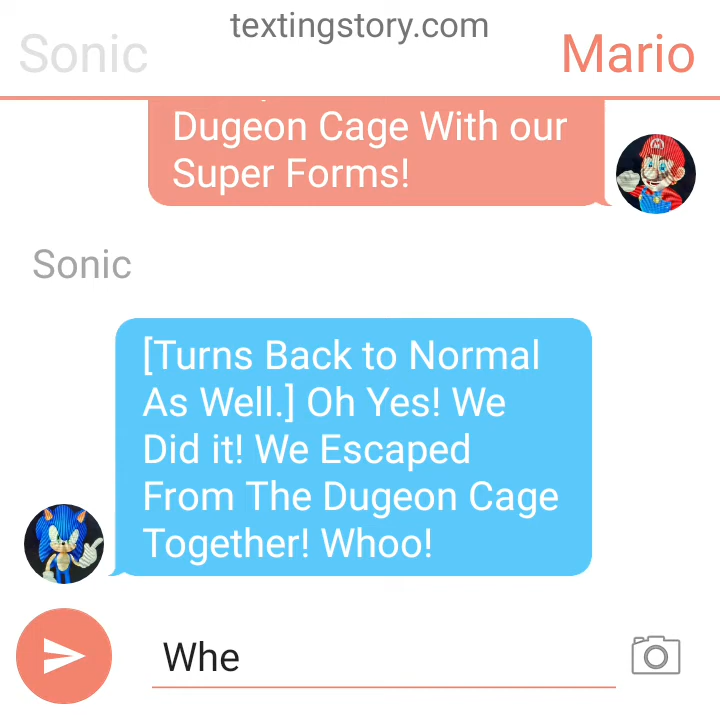 textingstory.com
Sonic
Mario
Dugeon Cage With our
Super Forms!
Sonic
[Turns Back to Normal
As Well.] Oh Yes! We
Did it! We Escaped
From The Dugeon Cage
Together! Whoo!
Whe